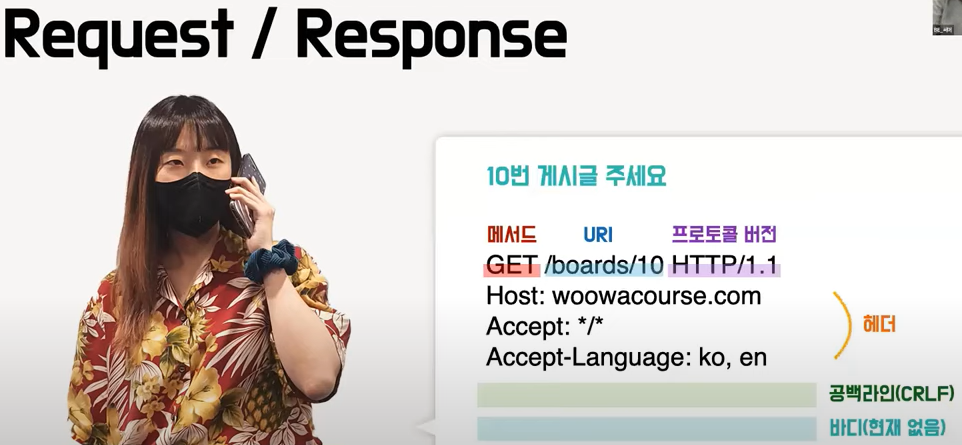 Request / Response
10번 게시글 주세요
메서드 URI 프로토콜 버전
GET /boards/10 HTTP/1.1
Host: woowacourse.com
Accept: */*
Accept-Language: ko, en
헤더
공백라인(CRLF)
바디(현재 없음)